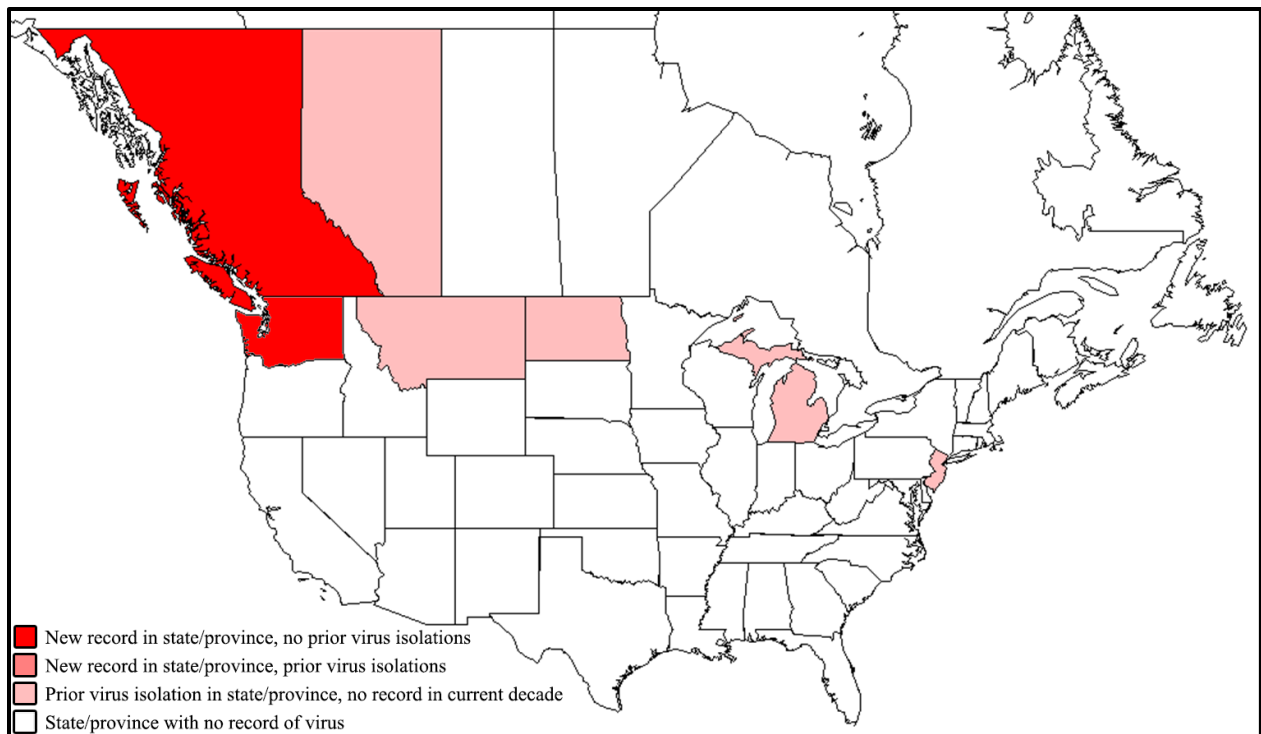 New record in state/province, no prior virus isolations
New record in state/province, prior virus isolations
Prior virus isolation in state/province, no record in current decade
State/province with no record of virus